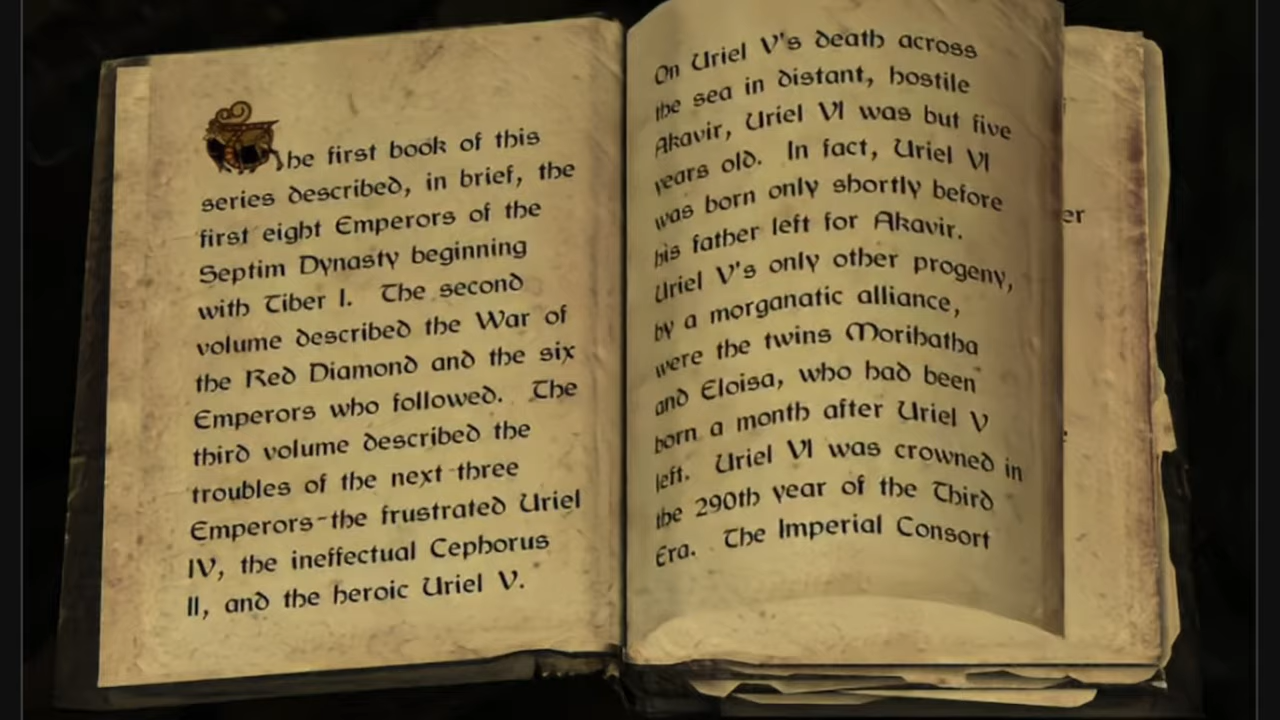 The first book of this
series described, in brief, the
first eight Emperors of the
Septim Dynasty beginning
with Tiber I. The second
volume described the War of
the Red Diamond and the six
Emperors who followed. The
third volume described the
troubles of the next three
Emperors-the frustrated Uriel
IV, the ineffectual Cephorus
II, and the heroic Uriel V.
On Uriel V's death across
the sea in distant, hostile
Akavir, Uriel VI was but five
years old. In fact, Uriel VI
was born only shortly before
his father left for Akavir.
Uriel V's only other progeny,
by a morganatic alliance,
were the twins Morihatha
and Eloisa, who had been
born a month after Uriel V
left. Uriel VI was crowned in
the 290th year of the Third
Era. The Imperial Consort
er